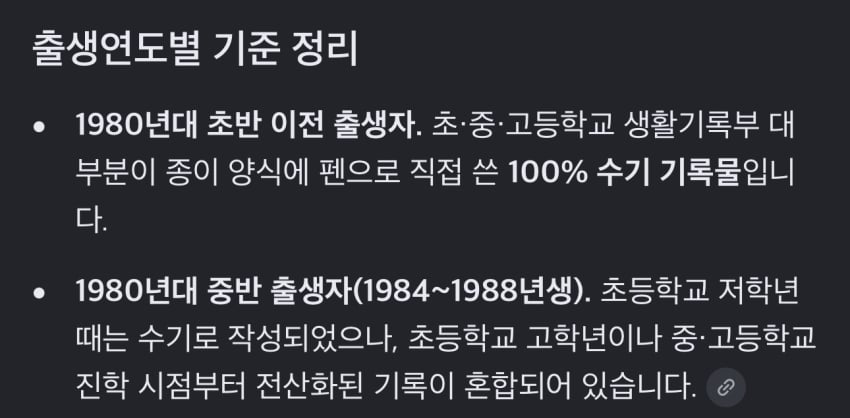 출생연도별 기준 정리
• 1980년대 초반 이전 출생자. 초·중·고등학교 생활기록부 대
부분이 종이 양식에 펜으로 직접 쓴 100% 수기 기록물입니
다.
• 1980년대 중반 출생자(1984~1988년생). 초등학교 저학년
때는 수기로 작성되었으나, 초등학교 고학년이나 중·고등학교
진학 시점부터 전산화된 기록이 혼합되어 있습니다.